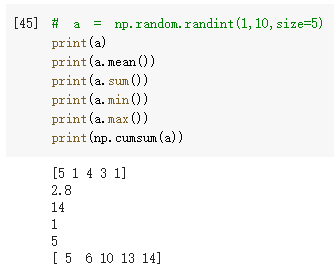 [45] # a = np.random.randint(1,10,size=5)
print(a)
print(a.mean())
print(a.sum())
print(a.min())
print(a.max())
print(np.cumsum(a))
[5 1 4 3 1]
2.8
14
1
5
[ 5  6 10 13 14]